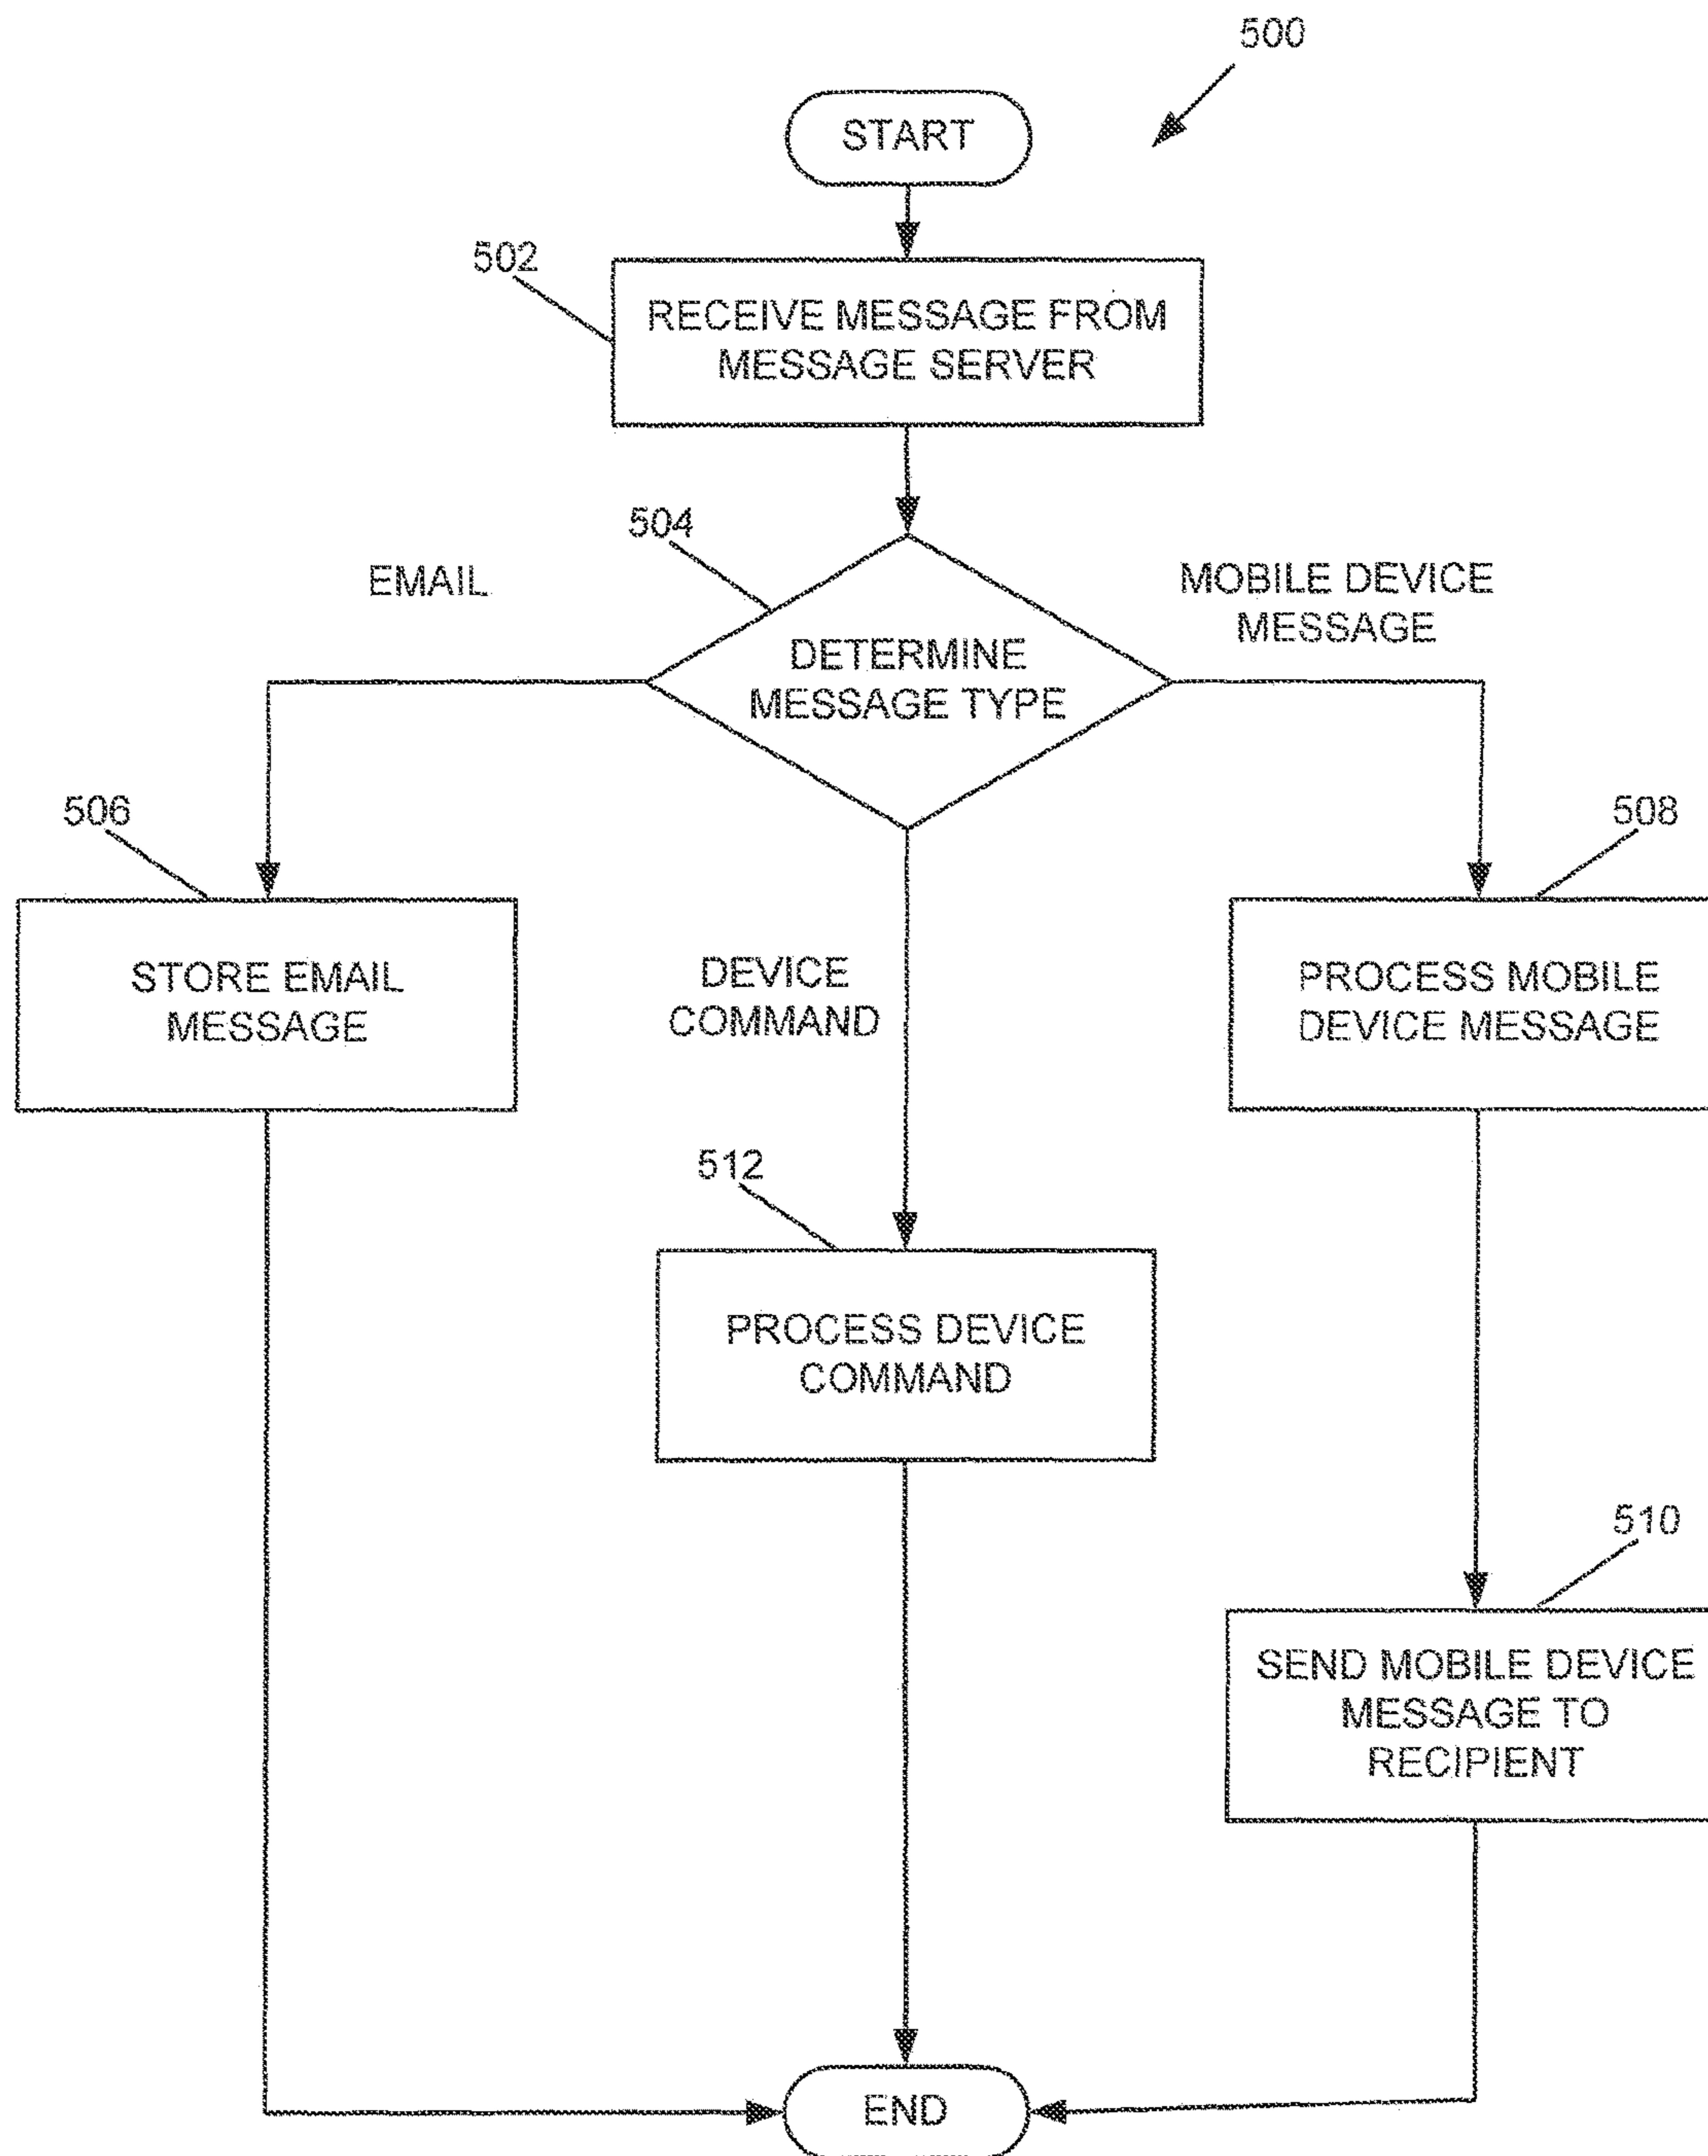 500
START
502
RECEIVE MESSAGE FROM
MESSAGE SERVER
504
EMAIL
MOBILE DEVICE
MESSAGE
DETERMINE
MESSAGE TYPE
506
508
STORE EMAIL
MESSAGE
DEVICE
COMMAND
PROCESS MOBILE
DEVICE MESSAGE
512
PROCESS DEVICE
COMMAND
510
SEND MOBILE DEVICE
MESSAGE TO
RECIPIENT
END